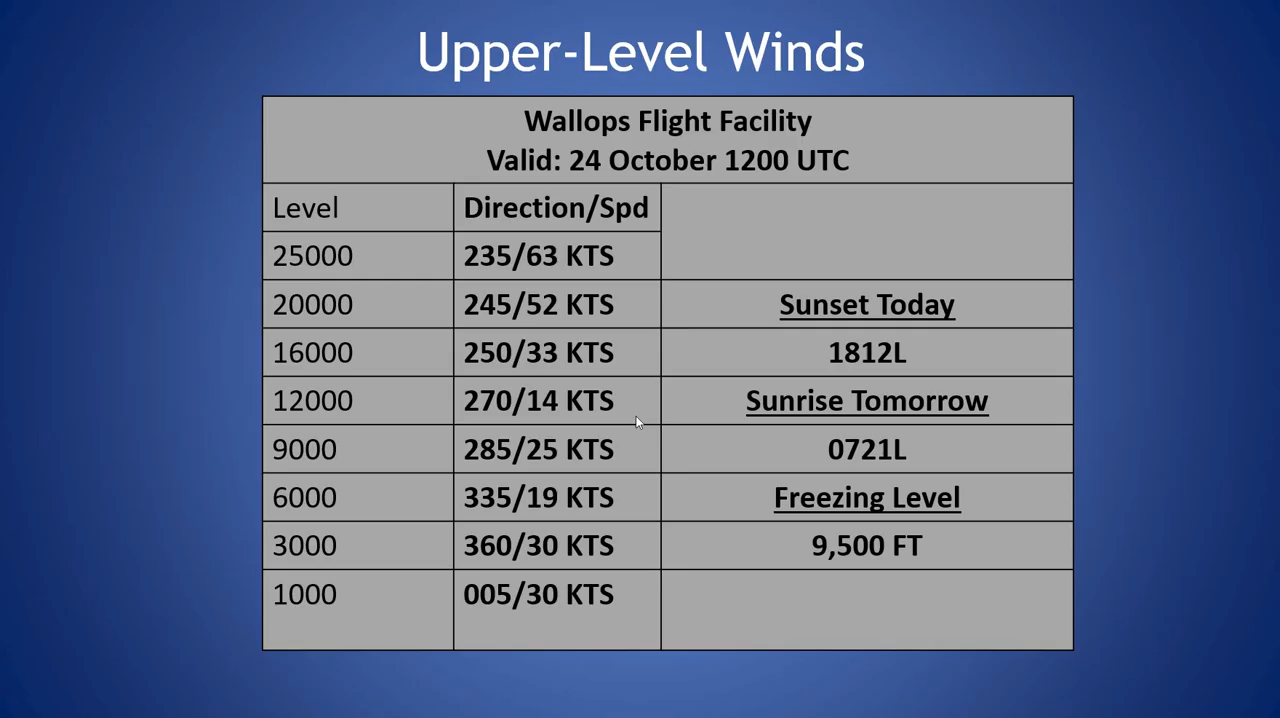 Upper-Level Winds
Wallops Flight Facility
Valid: 24 October 1200 UTC
Level Direction/Spd
25000 235/63 KTS
20000 245/52 KTS Sunset Today
16000 250/33 KTS 1812L
12000 270/14 KTS Sunrise Tomorrow
9000 285/25 KTS 0721L
6000 335/19 KTS Freezing Level
3000 360/30 KTS 9,500 FT
1000 005/30 KTS